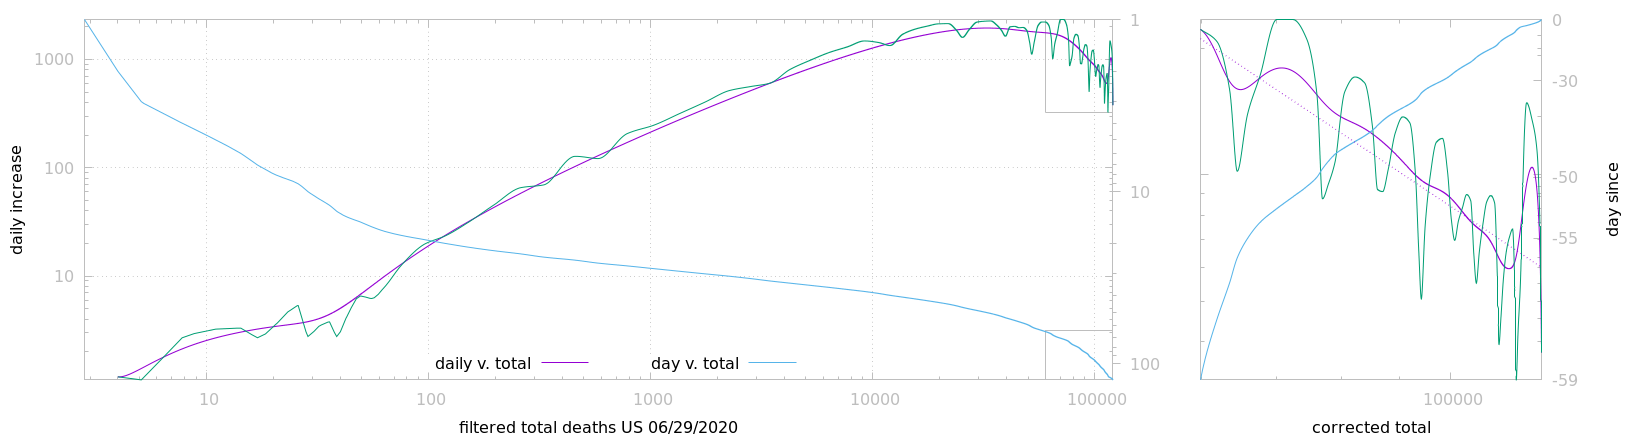 1
0
1000
-30
daily increase
100
-50
day since
10
10
-55
daily v. total
day v. total
100
-59
10
100
1000
10000
100000
100000
filtered total deaths US 06/29/2020
corrected total